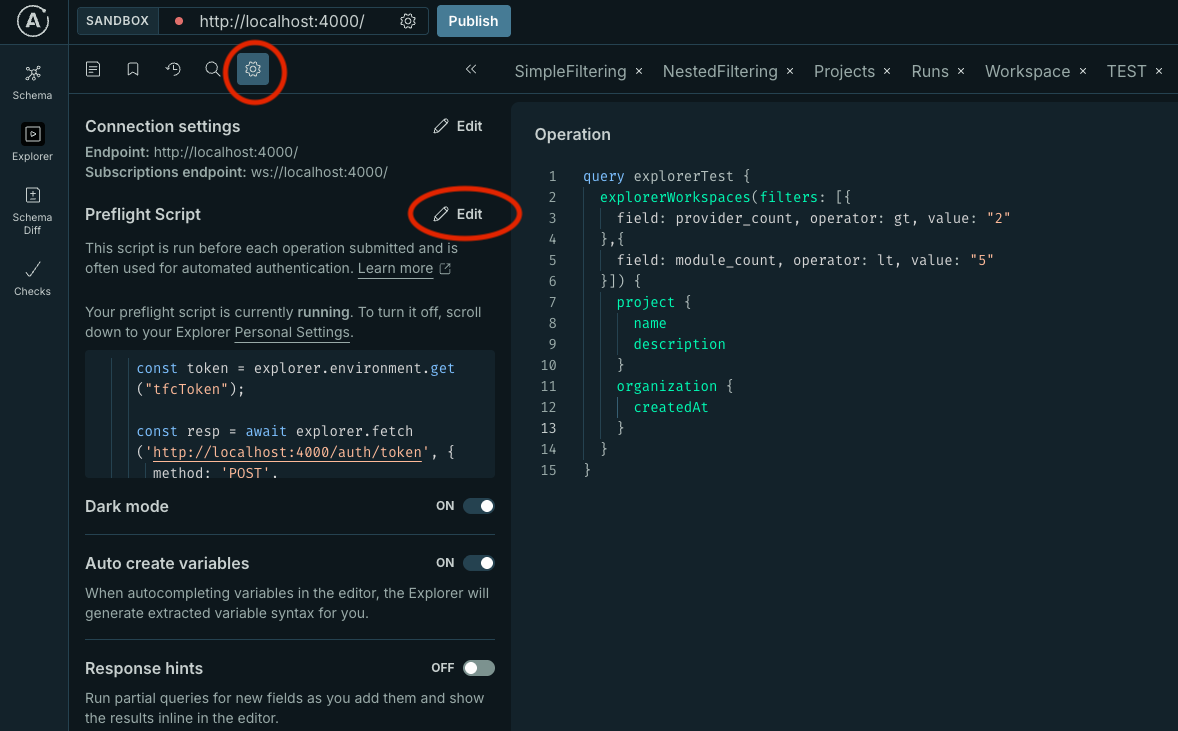 SANDBOX
http://localhost:4000/
Publish
Schema
Explorer
Schema
Diff
Checks
SimpleFiltering ×
NestedFiltering ×
Projects ×
Runs ×
Workspace ×
TEST ×
Connection settings
Edit
Endpoint: http://localhost:4000/
Subscriptions endpoint: ws://localhost:4000/
Preflight Script
Edit
This script is run before each operation submitted and is
often used for automated authentication. Learn more
Your preflight script is currently running. To turn it off, scroll
down to your Explorer Personal Settings.
const token = explorer.environment.get
("tfcToken");
const resp = await explorer.fetch
('http://localhost:4000/auth/token', {
method: 'POST',
Dark mode
ON
Auto create variables
ON
When autocompleting variables in the editor, the Explorer will
generate extracted variable syntax for you.
Response hints
OFF
Run partial queries for new fields as you add them and show
the results inline in the editor.
Operation
1 query explorerTest {
2 explorerWorkspaces(filters: [{
3 field: provider_count, operator: gt, value: "2"
4 },{
5 field: module_count, operator: lt, value: "5"
6 }]) {
7 project {
8 name
9 description
10 }
11 organization {
12 createdAt
13 }
14 }
15 }